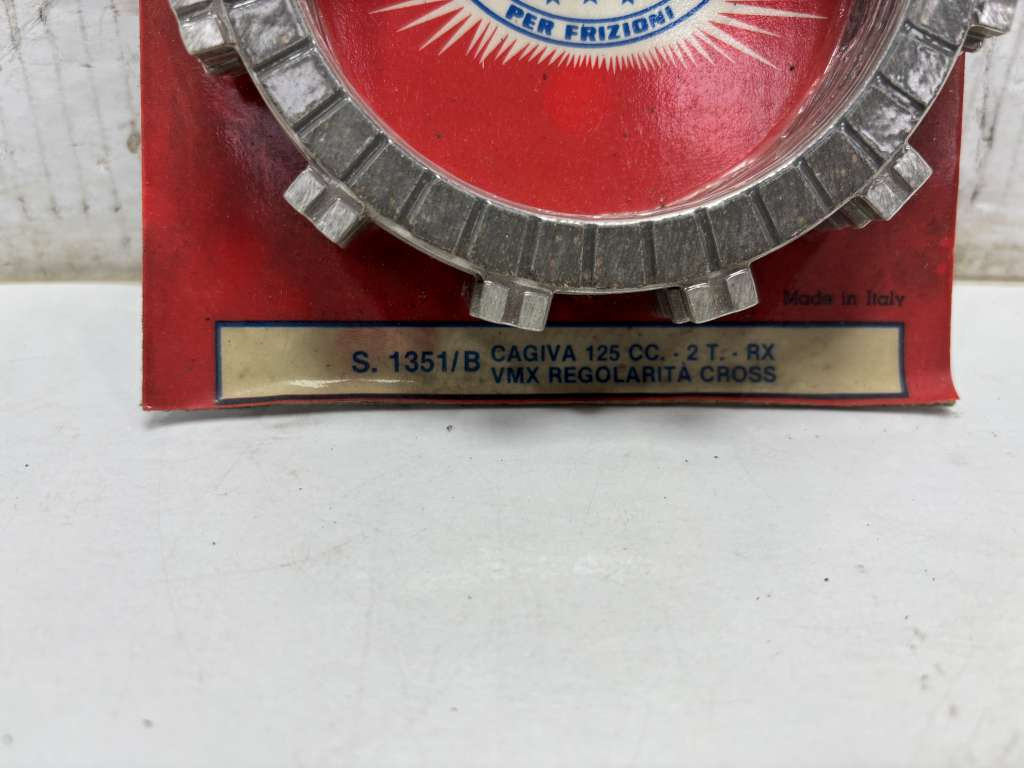 PER FRIZIONI
Made in Italy
S. 1351/B
CAGIVA 125 CC. - 2 T. - RX
VMX REGOLARITÀ CROSS